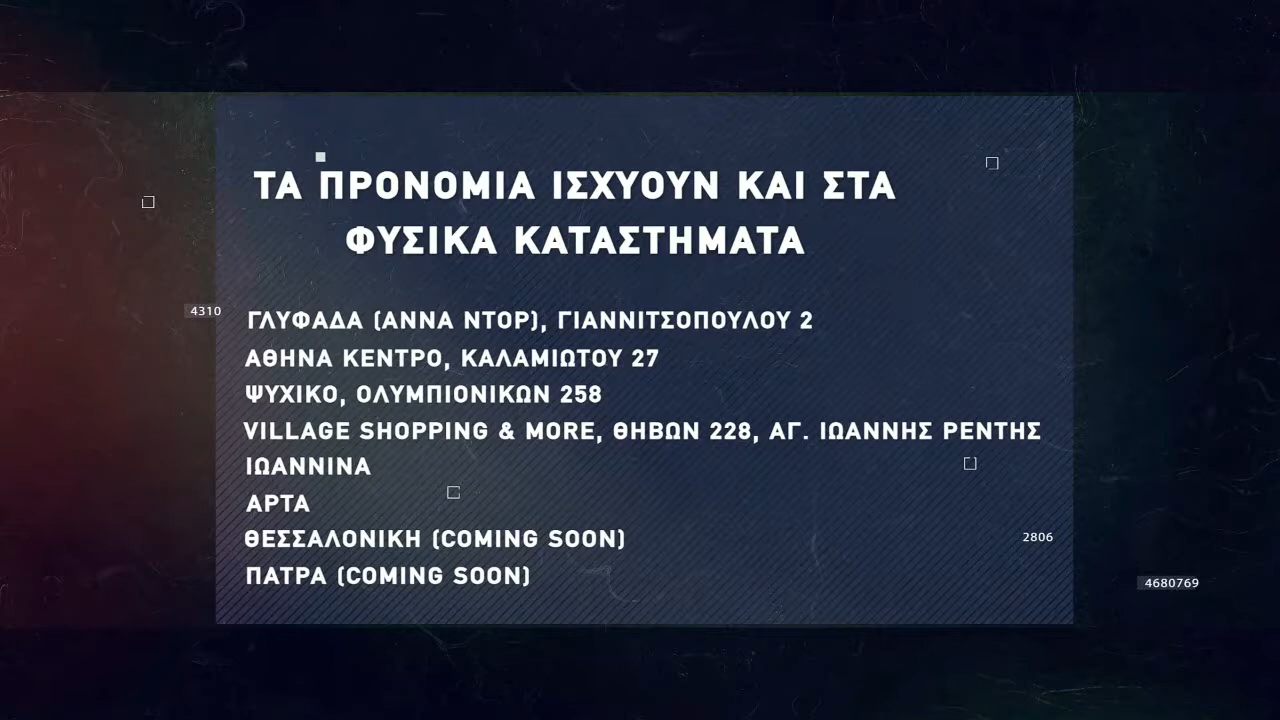 ΤΑ ΠΡΟΝΟΜΙΑ ΙΣΧΥΟΥΝ ΚΑΙ ΣΤΑ
ΦΥΣΙΚΑ ΚΑΤΑΣΤΗΜΑΤΑ
4310
ΓΛΥΦΑΔΑ (ΑΝΝΑ ΝΤΟΡ), ΓΙΑΝΝΙΤΣΟΠΟΥΛΟΥ 2
ΑΘΗΝΑ ΚΕΝΤΡΟ, ΚΑΛΑΜΙΩΤΟΥ 27
ΨΥΧΙΚΟ, ΟΛΥΜΠΙΟΝΙΚΩΝ 258
VILLAGE SHOPPING & MORE, ΘΗΒΩΝ 228, ΑΓ. ΙΩΑΝΝΗΣ ΡΕΝΤΗΣ
ΙΩΑΝΝΙΝΑ
ΑΡΤΑ
ΘΕΣΣΑΛΟΝΙΚΗ (COMING SOON)
2806
ΠΑΤΡΑ (COMING SOON)
4680769